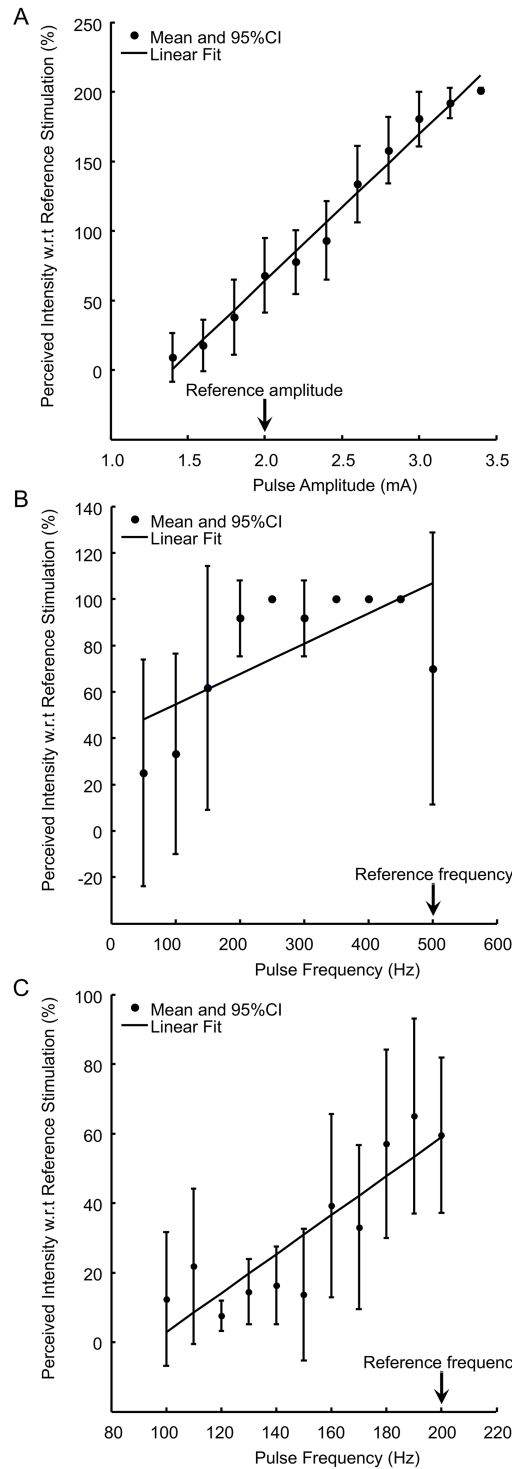 A
Perceived Intensity w.r.t Reference Stimulation (%)
250
200
150
100
50
0
Mean and 95%CI
Linear Fit
Reference amplitude
1.0 1.5 2.0 2.5 3.0 3.5
Pulse Amplitude (mA)
B
Perceived Intensity w.r.t Reference Stimulation (%)
140
120
100
80
60
40
20
0
-20
Mean and 95%CI
Linear Fit
Reference frequency
0 100 200 300 400 500 600
Pulse Frequency (Hz)
C
Perceived Intensity w.r.t Reference Stimulation (%)
100
80
60
40
20
0
Mean and 95%CI
Linear Fit
Reference frequenc
80 100 120 140 160 180 200 220
Pulse Frequency (Hz)